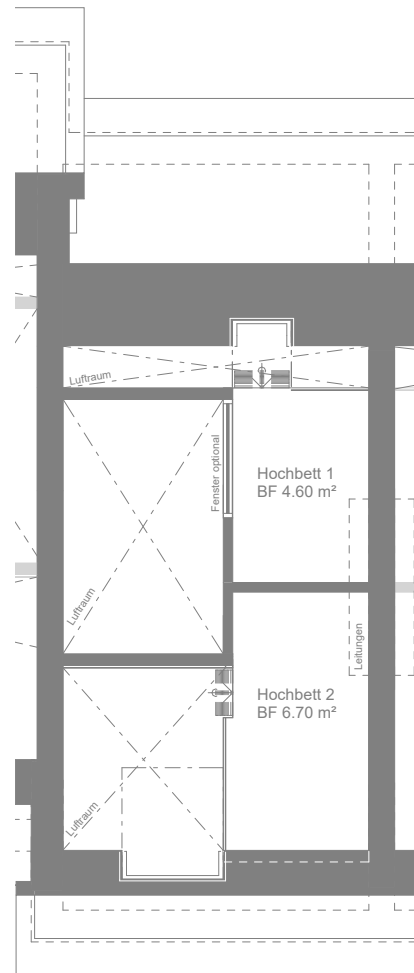 Luftraum
Fenster optional
Hochbett 1
BF 4.60 m²
Luftraum
Leitungen
Hochbett 2
BF 6.70 m²
Luftraum